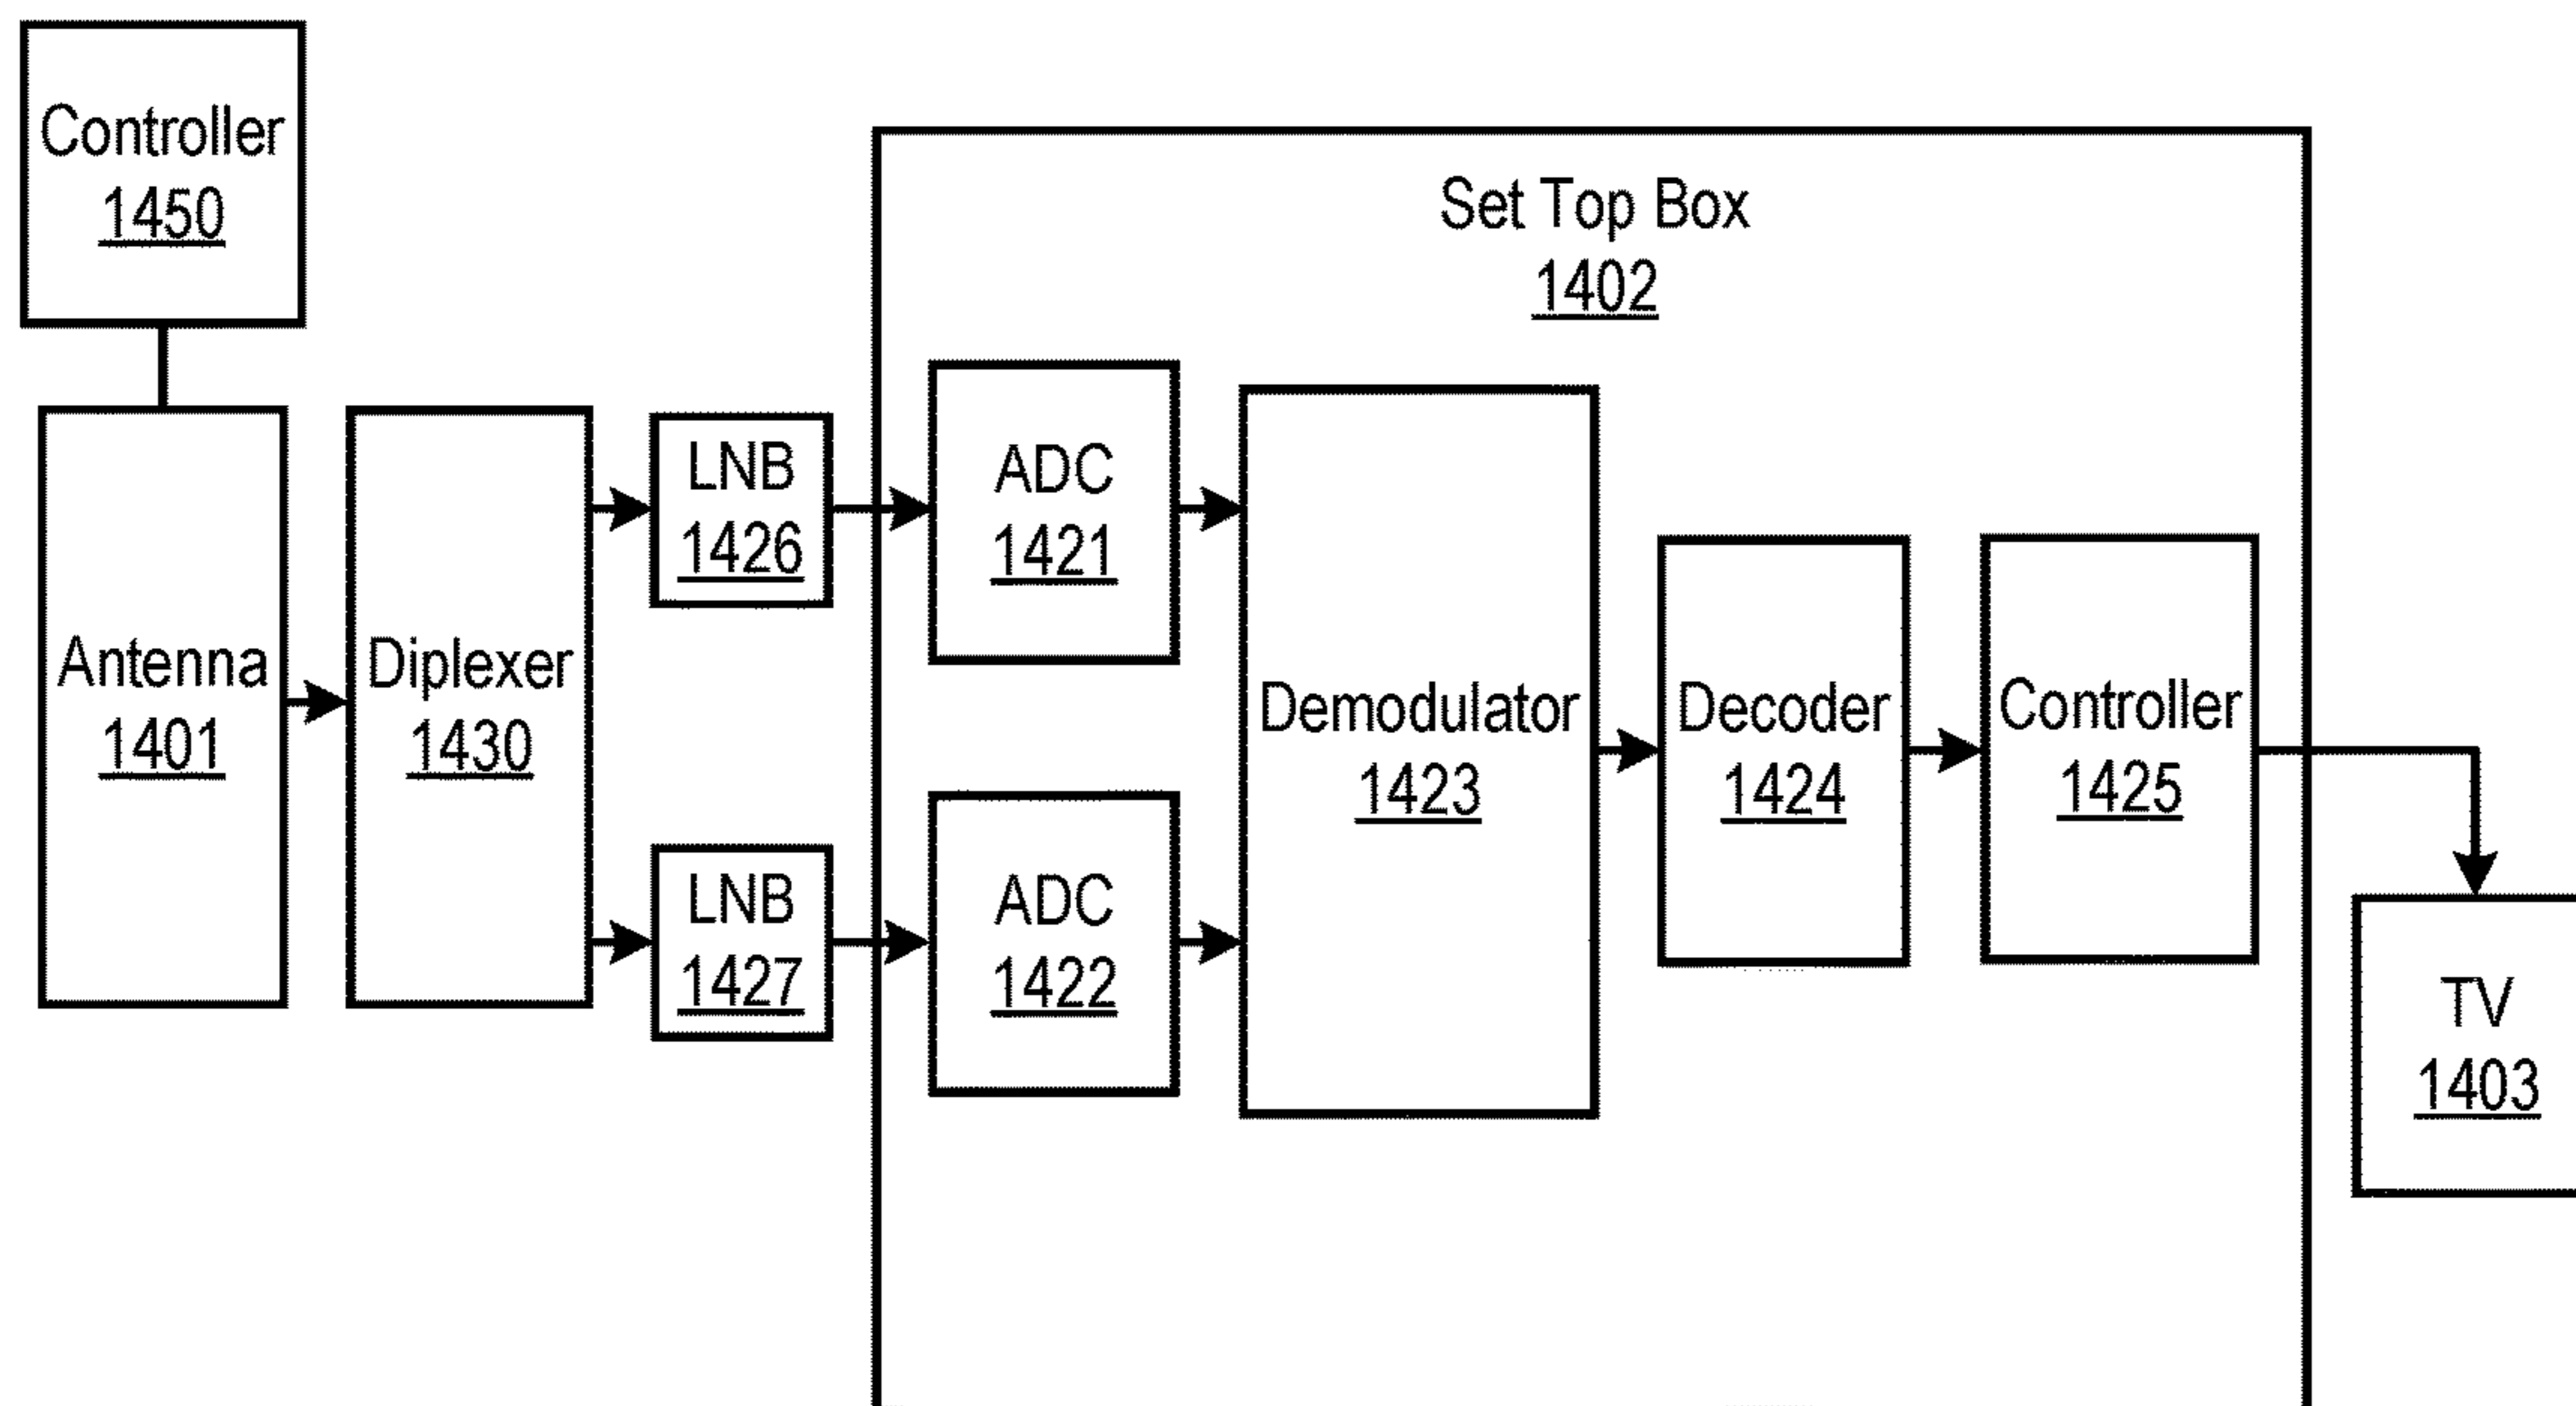 Controller
1450
Set Top Box
1402
Antenna
1401
Diplexer
1430
LNB
1426
LNB
1427
ADC
1421
ADC
1422
Demodulator
1423
Decoder
1424
Controller
1425
TV
1403